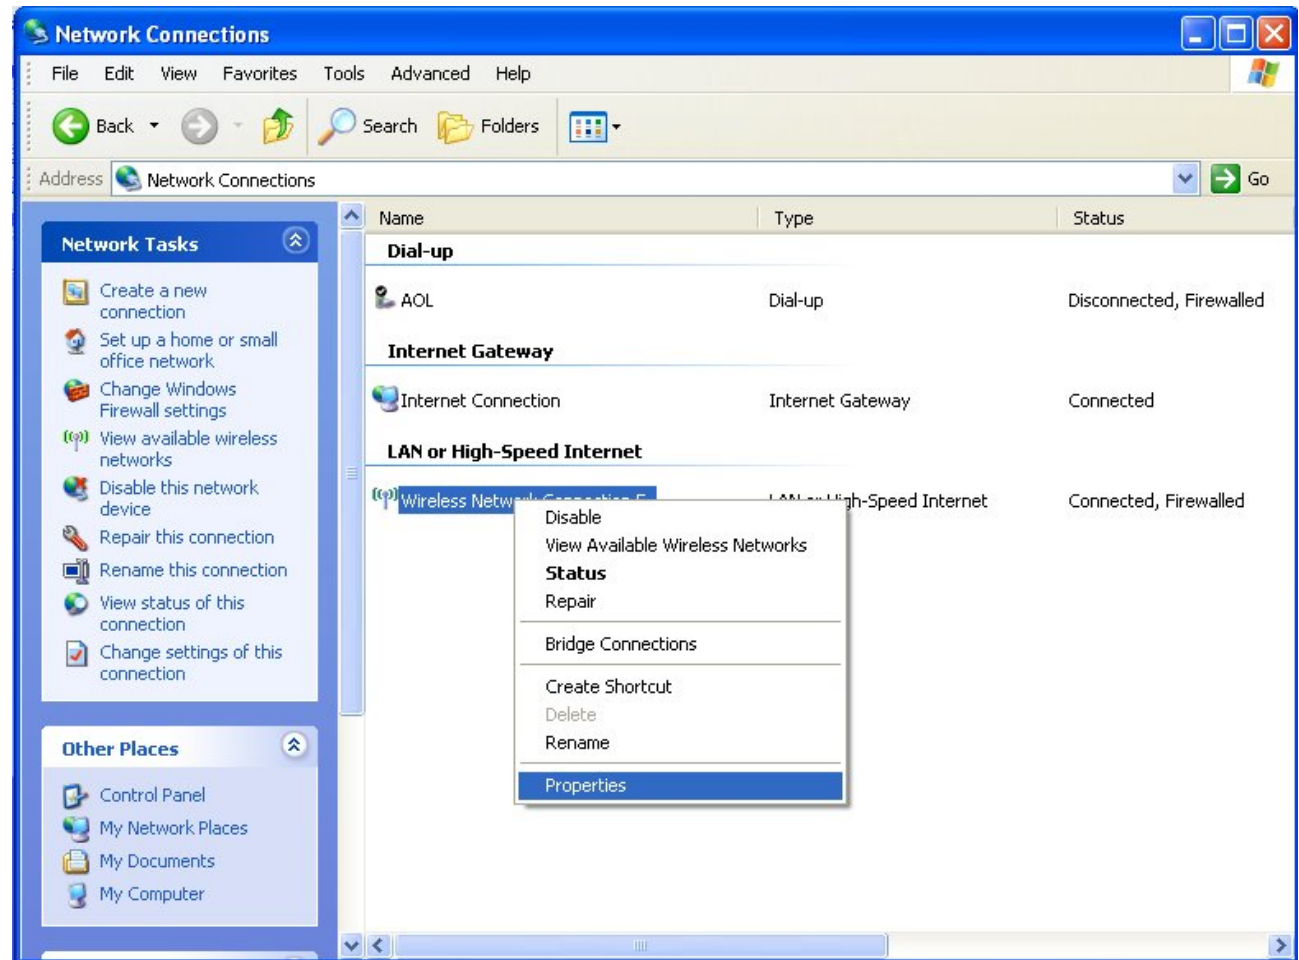 Network Connections
File Edit View Favorites Tools Advanced Help
Back Search Folders
Address Network Connections Go
Name Type Status
Network Tasks
Create a new
connection
Set up a home or small
office network
Change Windows
Firewall settings
View available wireless
networks
Disable this network
device
Repair this connection
Rename this connection
View status of this
connection
Change settings of this
connection
Other Places
Control Panel
My Network Places
My Documents
My Computer
Dial-up
AOL Dial-up Disconnected, Firewalled
Internet Gateway
Internet Connection Internet Gateway Connected
LAN or High-Speed Internet
Wireless Network Connection LAN or High-Speed Internet Connected, Firewalled
Disable
View Available Wireless Networks
Status
Repair
Bridge Connections
Create Shortcut
Delete
Rename
Properties